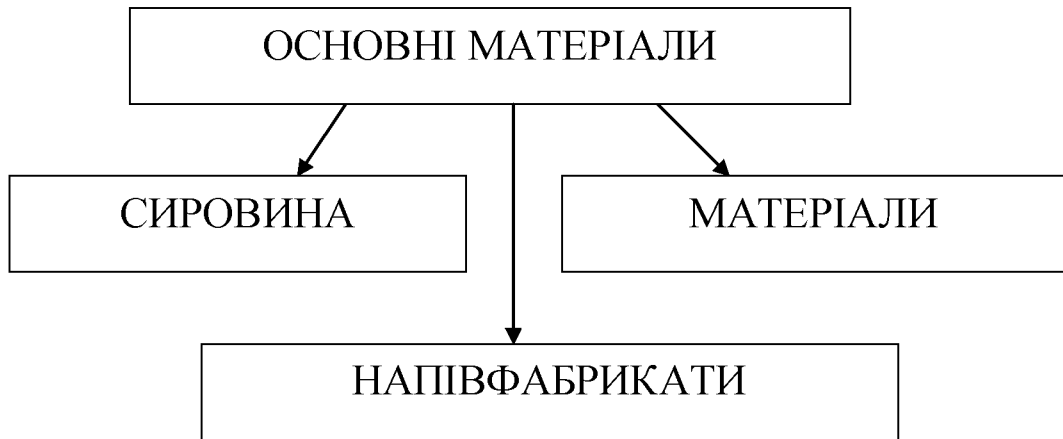 ОСНОВНІ МАТЕРІАЛИ
СИРОВИНА
МАТЕРІАЛИ
НАПІВФАБРИКАТИ